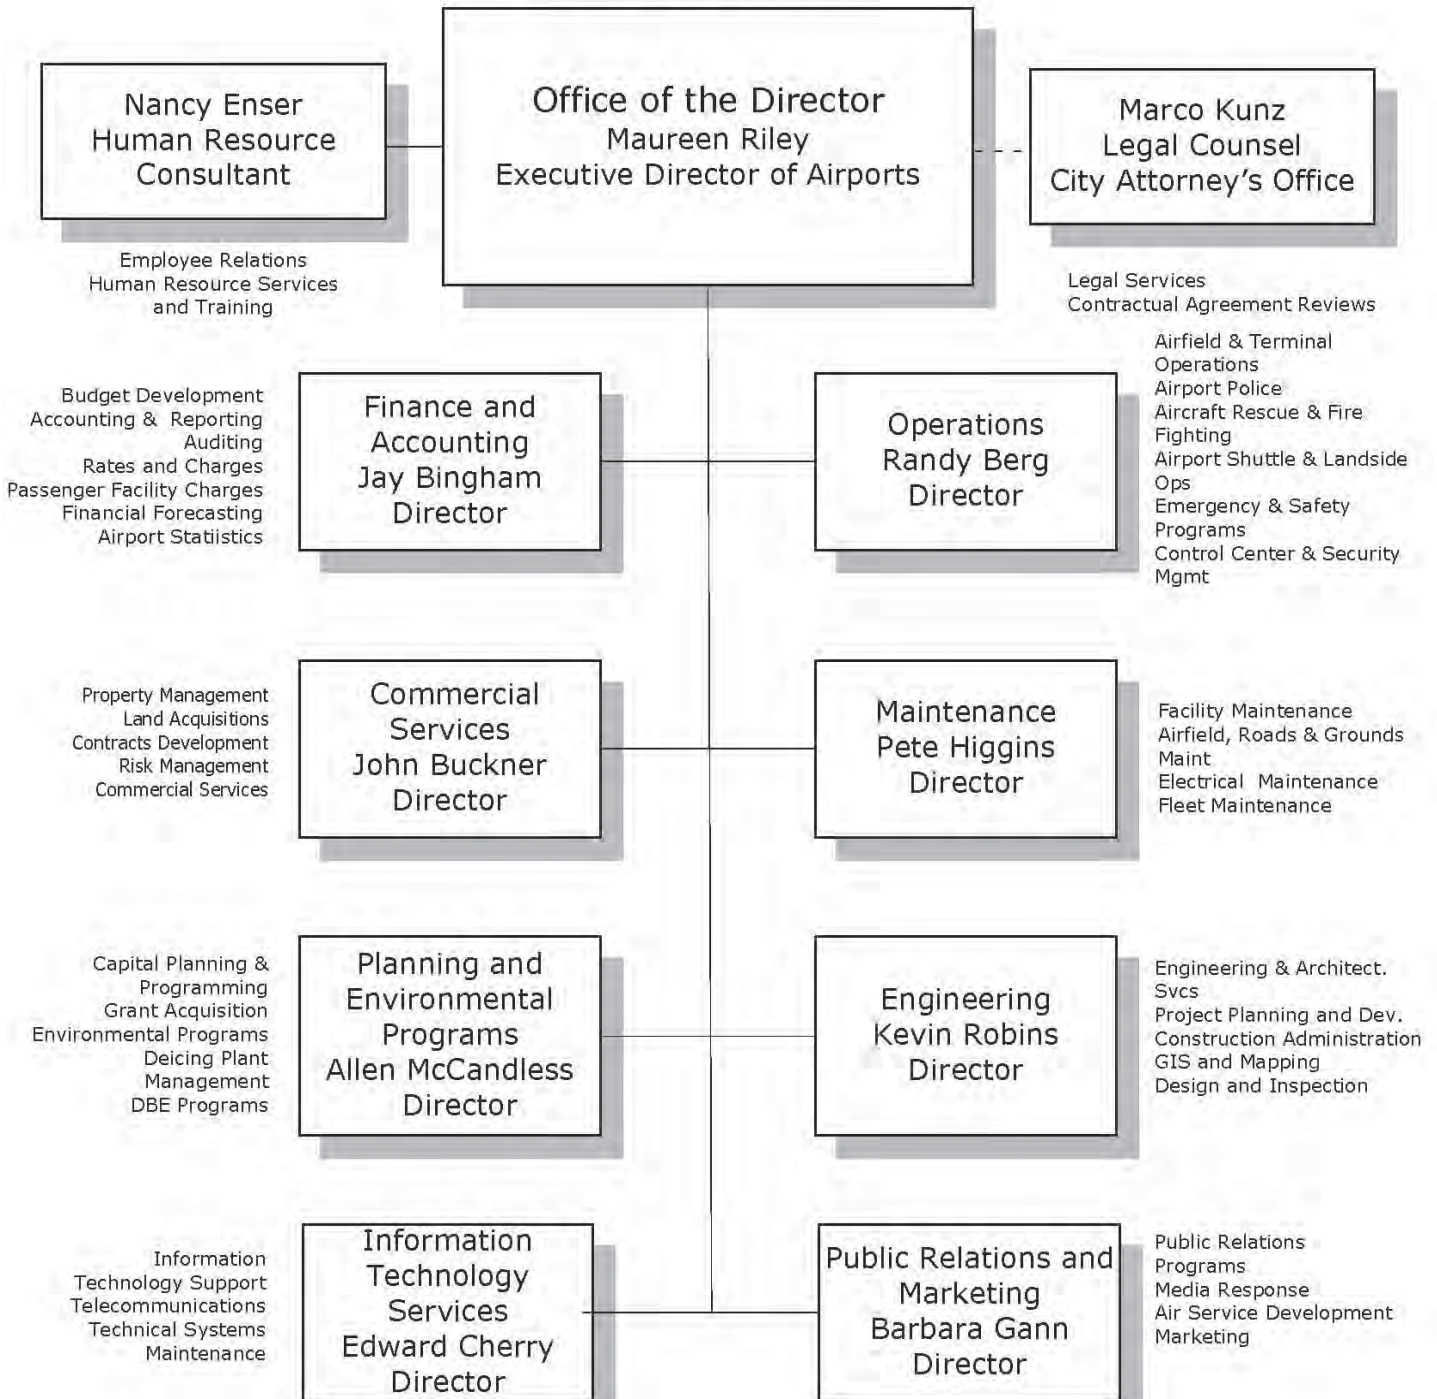 Office of the Director
Maureen Riley
Executive Director of Airports
Nancy Enser
Human Resource
Consultant
Employee Relations
Human Resource Services
and Training
Marco Kunz
Legal Counsel
City Attorney's Office
Legal Services
Contractual Agreement Reviews
Budget Development
Accounting & Reporting
Auditing
Rates and Charges
Passenger Facility Charges
Financial Forecasting
Airport Statiistics
Finance and
Accounting
Jay Bingham
Director
Operations
Randy Berg
Director
Airfield & Terminal
Operations
Airport Police
Aircraft Rescue & Fire
Fighting
Airport Shuttle & Landside
Ops
Emergency & Safety
Programs
Control Center & Security
Mgmt
Property Management
Land Acquisitions
Contracts Development
Risk Management
Commercial Services
Commercial
Services
John Buckner
Director
Maintenance
Pete Higgins
Director
Facility Maintenance
Airfield, Roads & Grounds
Maint
Electrical Maintenance
Fleet Maintenance
Capital Planning &
Programming
Grant Acquisition
Environmental Programs
Deicing Plant
Management
DBE Programs
Planning and
Environmental
Programs
Allen McCandless
Director
Engineering
Kevin Robins
Director
Engineering & Architect.
Svcs
Project Planning and Dev.
Construction Administration
GIS and Mapping
Design and Inspection
Information
Technology Support
Telecommunications
Technical Systems
Maintenance
Information
Technology
Services
Edward Cherry
Director
Public Relations and
Marketing
Barbara Gann
Director
Public Relations
Programs
Media Response
Air Service Development
Marketing